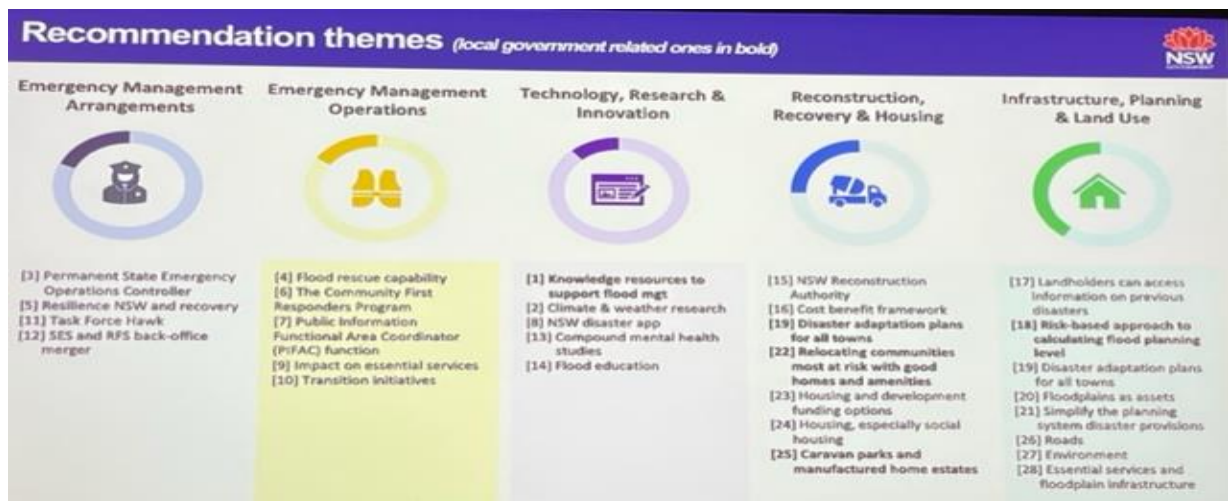 Recommendation themes (local government related ones in bold)
NSW
GOVERNMENT
Emergency Management
Arrangements
[3] Permanent State Emergency
Operations Controller
[5] Resilience NSW and recovery
[11] Task Force Hawk
[12] SES and RFS back-office
merger
Emergency Management
Operations
[4] Flood rescue capability
[6] The Community First
Responders Program
[7] Public Information
Functional Area Coordinator
(PIFAC) function
[9] Impact on essential services
[10] Transition initiatives
Technology, Research &
Innovation
[1] Knowledge resources to
support flood mgt
[2] Climate & weather research
[8] NSW disaster app
[13] Compound mental health
studies
[14] Flood education
Reconstruction,
Recovery & Housing
[15] NSW Reconstruction
Authority
[16] Cost benefit framework
[19] Disaster adaptation plans
for all towns
[22] Relocating communities
most at risk with good
homes and amenities
[23] Housing and development
funding options
[24] Housing, especially social
housing
[25] Caravan parks and
manufactured home estates
Infrastructure, Planning
& Land Use
[17] Landholders can access
information on previous
disasters
[18] Risk-based approach to
calculating flood planning
level
[19] Disaster adaptation plans
for all towns
[20] Floodplains as assets
[21] Simplify the planning
system disaster provisions
[26] Roads
[27] Environment
[28] Essential services and
floodplain infrastructure